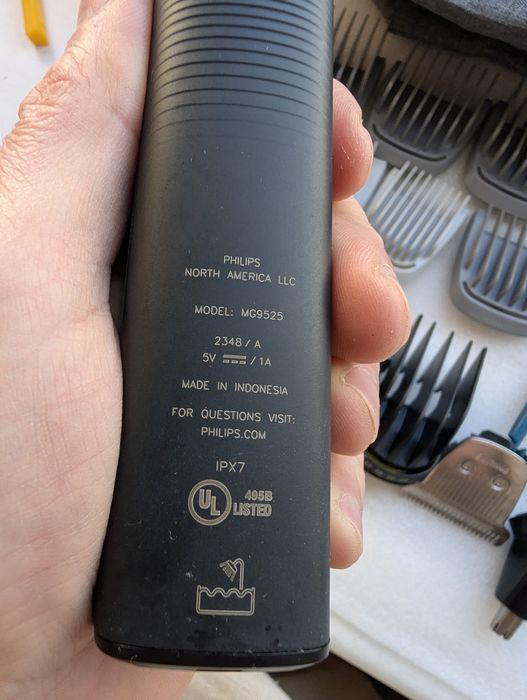 PHILIPS
NORTH AMERICA LLC
MODEL: MG9525
2348 / A
5V ⎓ / 1A
MADE IN INDONESIA
FOR QUESTIONS VISIT:
PHILIPS.COM
IPX7
UL 495B
LISTED